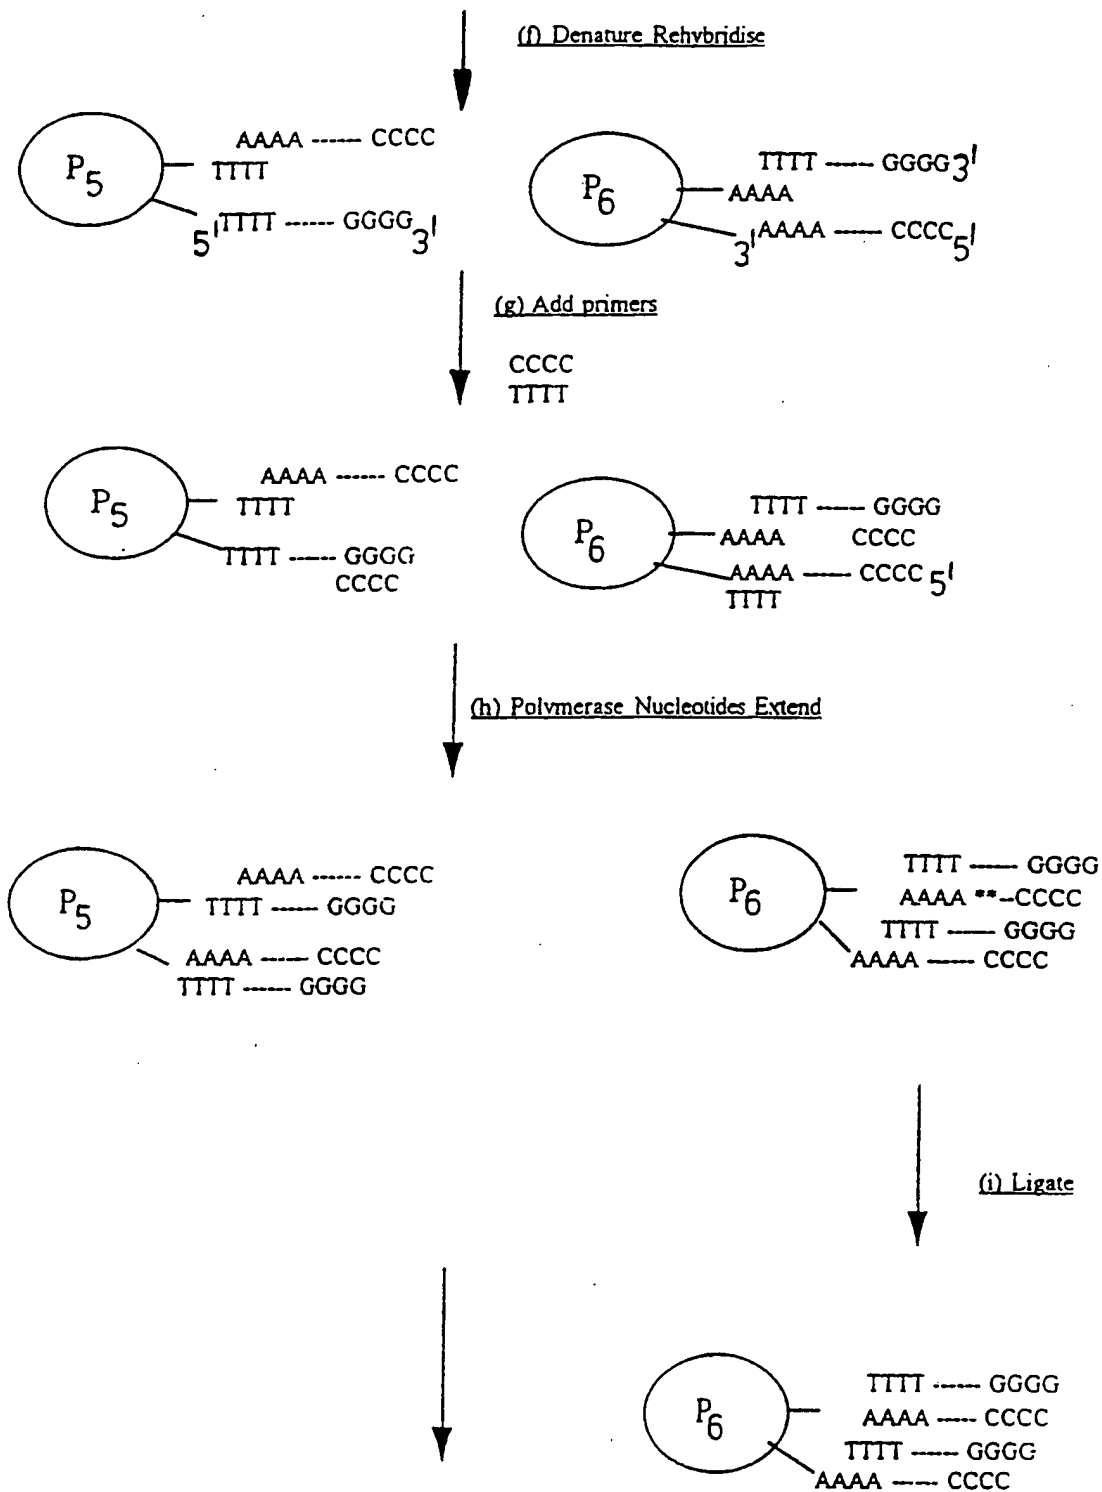 (f) Denature Rehybridise
AAAA ------ CCCC
P5 TTTT
5' TTTT ------ GGGG 3'
TTTT ------ GGGG 3'
P6 AAAA
3' AAAA ------ CCCC 5'
(g) Add primers
CCCC
TTTT
AAAA ------ CCCC
P5 TTTT
TTTT ------ GGGG
CCCC
TTTT ------ GGGG
P6 AAAA CCCC
AAAA ------ CCCC 5'
TTTT
(h) Polymerase Nucleotides Extend
AAAA ------ CCCC
P5 TTTT ------ GGGG
AAAA ------ CCCC
TTTT ------ GGGG
TTTT ------ GGGG
P6 AAAA **--CCCC
TTTT ------ GGGG
AAAA ------ CCCC
(i) Ligate
TTTT ------ GGGG
P6 AAAA ----- CCCC
TTTT ------ GGGG
AAAA ----- CCCC